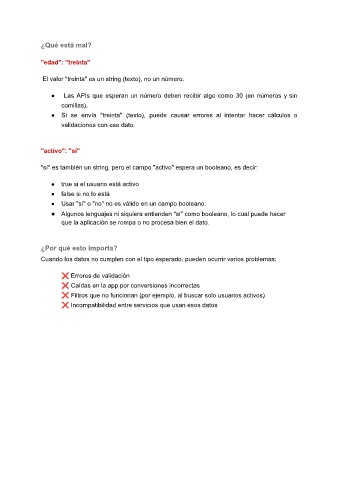 ¿Qué está mal?
"edad": "treinta"
El valor "treinta" es un string (texto), no un número.
● Las APIs que esperan un número deben recibir algo como 30 (en números y sin
comillas).
● Si se envía "treinta" (texto), puede causar errores al intentar hacer cálculos o
validaciones con ese dato.
"activo": "sí"
"sí" es también un string, pero el campo "activo" espera un booleano, es decir:
● true si el usuario está activo
● false si no lo está
● Usar "sí" o "no" no es válido en un campo booleano.
● Algunos lenguajes ni siquiera entienden "sí" como booleano, lo cual puede hacer
que la aplicación se rompa o no procese bien el dato.
¿Por qué esto importa?
Cuando los datos no cumplen con el tipo esperado, pueden ocurrir varios problemas:
❌ Errores de validación
❌ Caídas en la app por conversiones incorrectas
❌ Filtros que no funcionan (por ejemplo, al buscar solo usuarios activos)
❌ Incompatibilidad entre servicios que usan esos datos